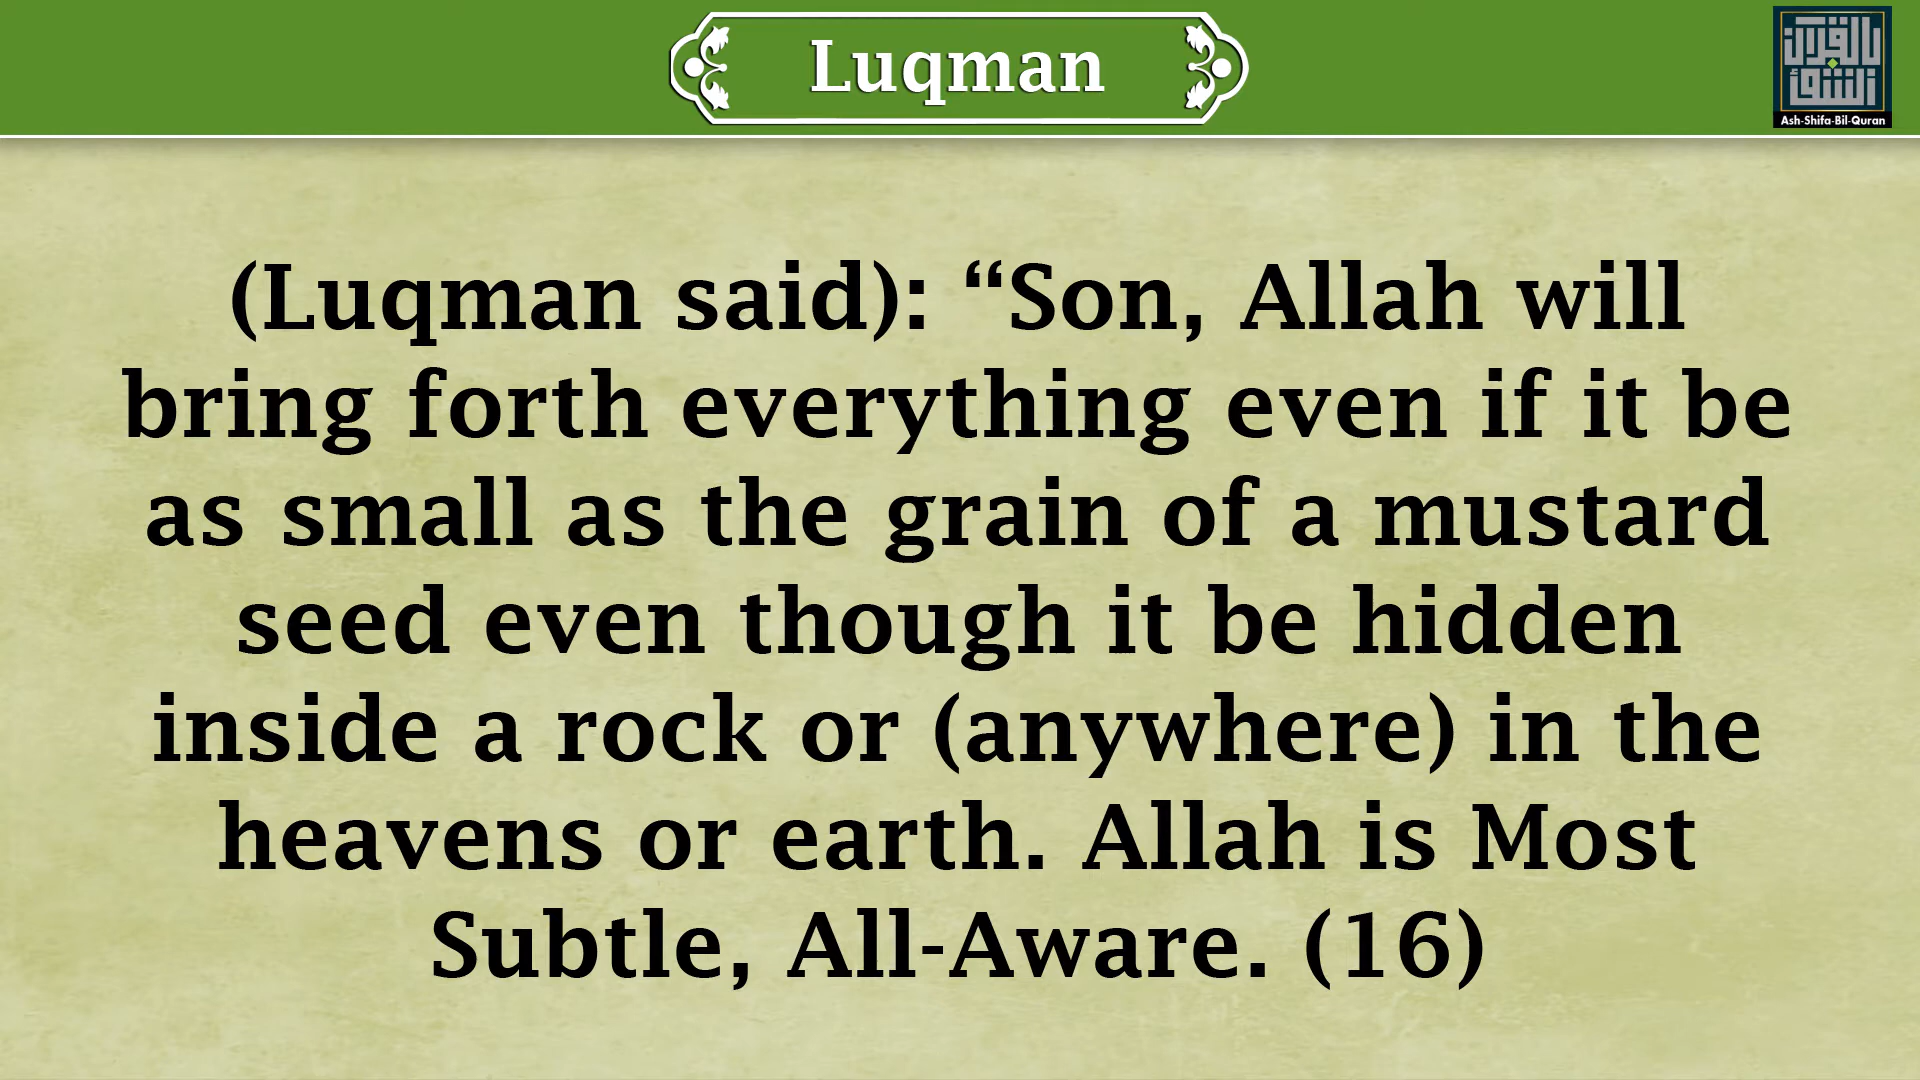 Luqman
بالقرآن
الشفأ
Ash-Shifa-Bil-Quran
(Luqman said): “Son, Allah will
bring forth everything even if it be
as small as the grain of a mustard
seed even though it be hidden
inside a rock or (anywhere) in the
heavens or earth. Allah is Most
Subtle, All-Aware. (16)